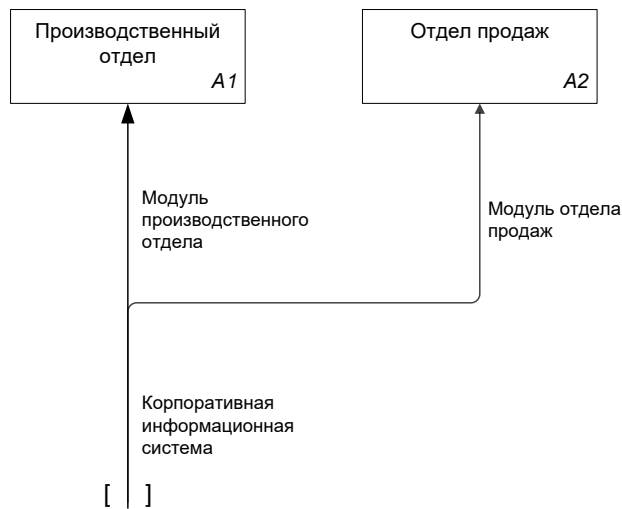 Производственный
отдел
A1
Отдел продаж
A2
Модуль
производственного
отдела
Модуль отдела
продаж
Корпоративная
информационная
система
[ ]